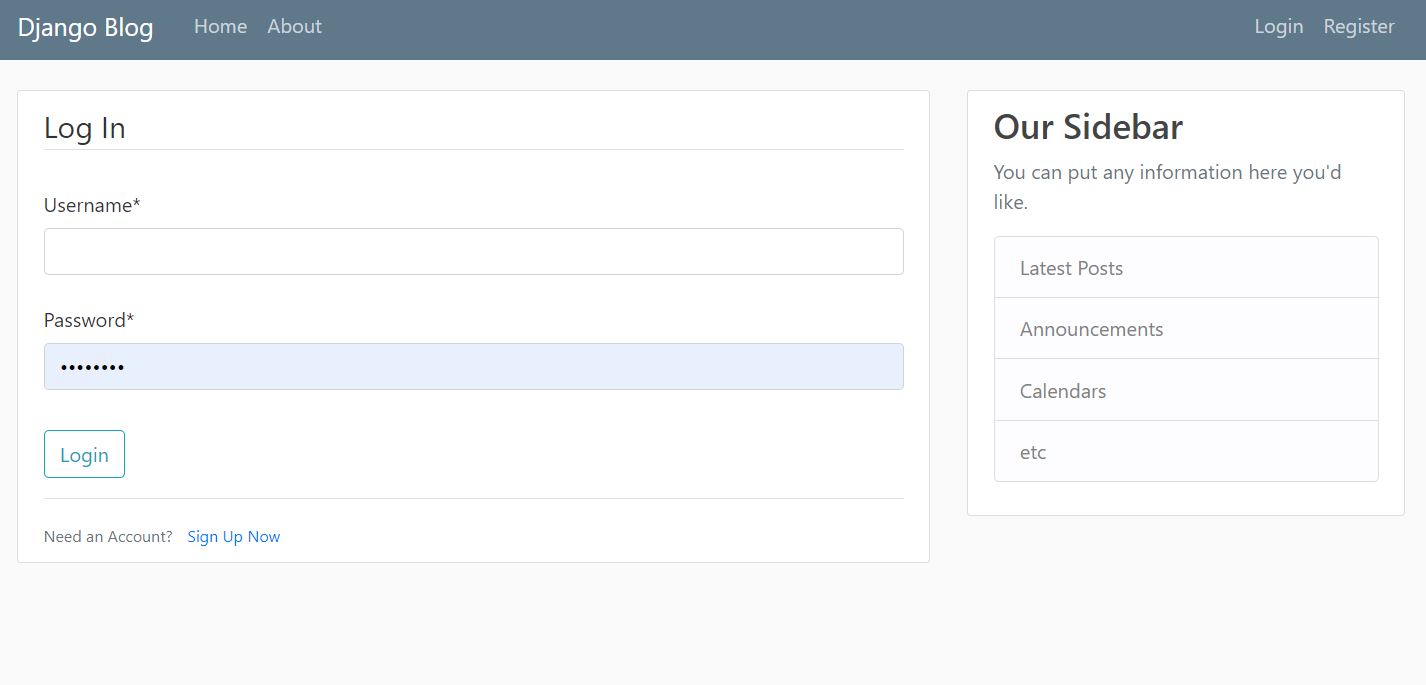 Django Blog Home About Login Register
Log In
Username*
Password*
••••••••
Login
Need an Account? Sign Up Now
Our Sidebar
You can put any information here you'd
like.
Latest Posts
Announcements
Calendars
etc